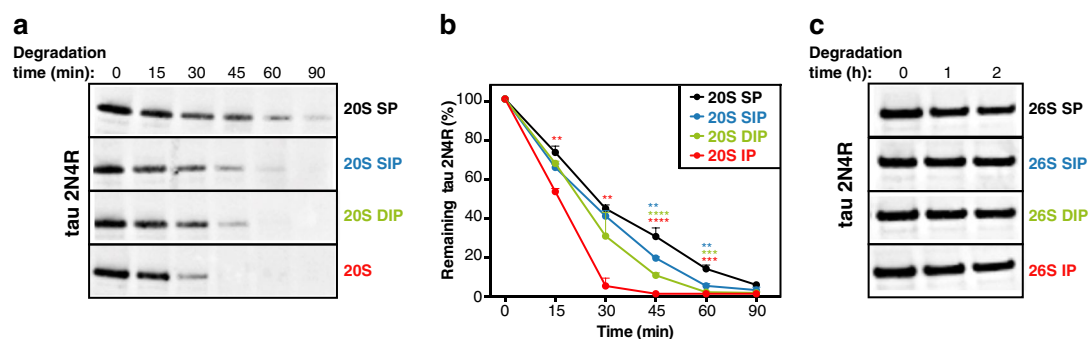 a
Degradation
time (min): 0 15 30 45 60 90
tau 2N4R
20S SP
20S SIP
20S DIP
20S
b
Remaining tau 2N4R (%)
100
80
60
40
20
0
0 15 30 45 60 90
Time (min)
20S SP
20S SIP
20S DIP
20S IP
**
**
**
****
****
**
***
***
c
Degradation
time (h): 0 1 2
tau 2N4R
26S SP
26S SIP
26S DIP
26S IP